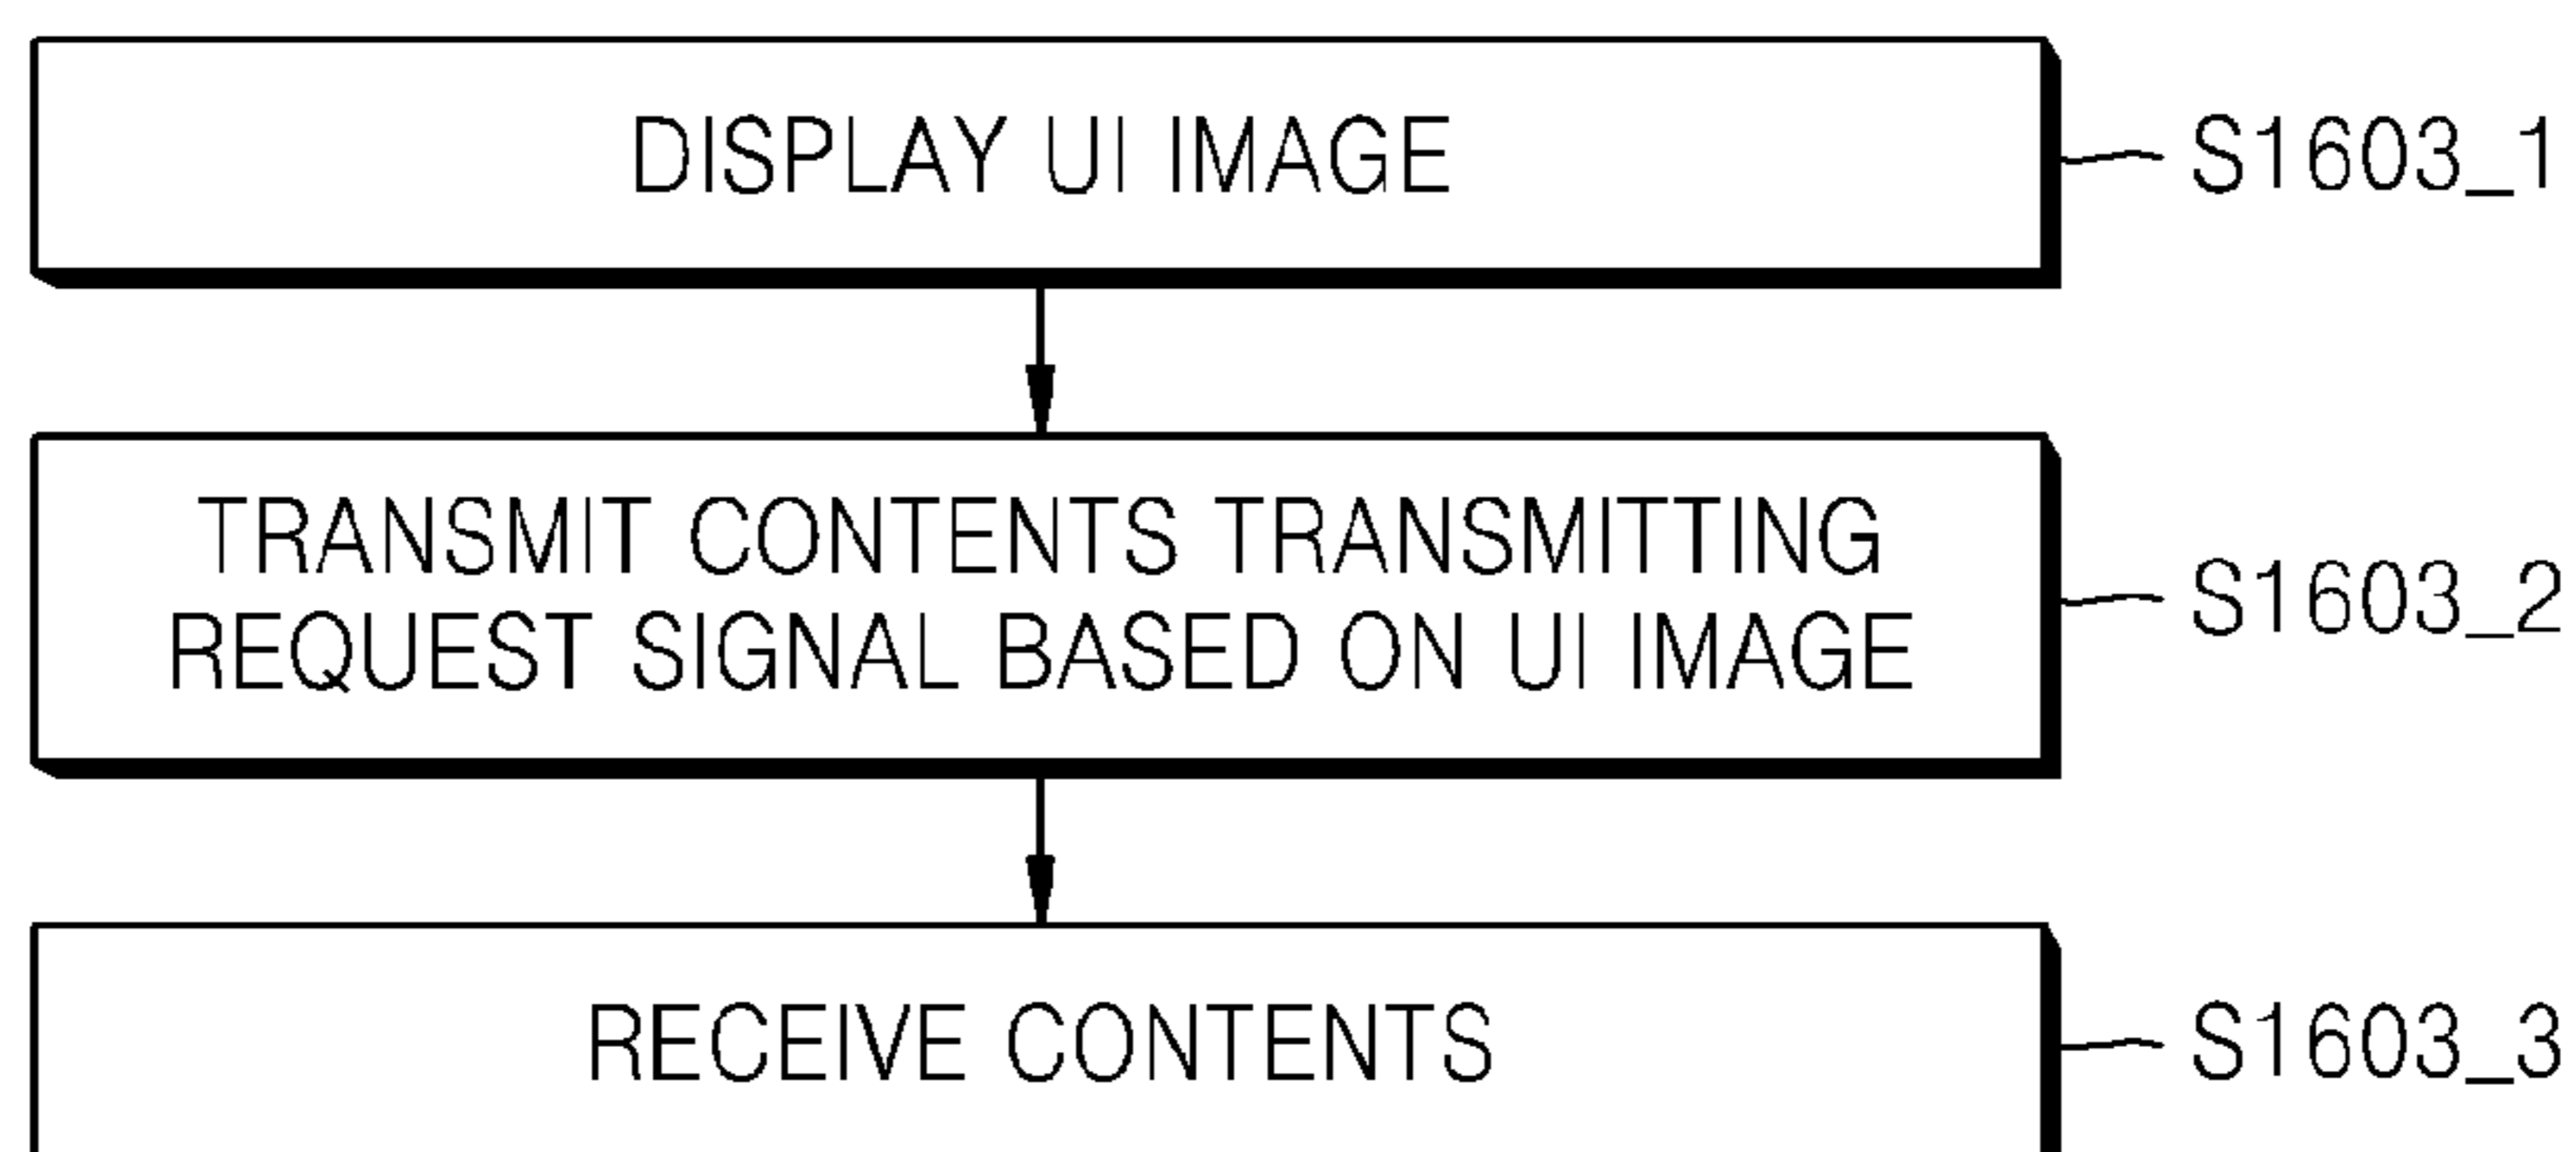 DISPLAY UI IMAGE
S1603_1
TRANSMIT CONTENTS TRANSMITTING
REQUEST SIGNAL BASED ON UI IMAGE
S1603_2
RECEIVE CONTENTS
S1603_3